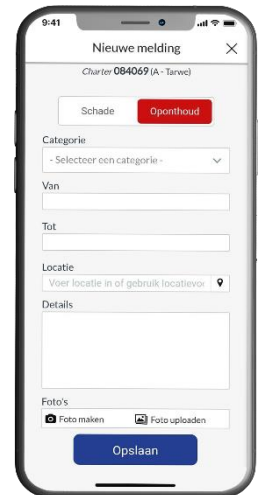 9:41
Nieuwe melding
Charter 084069 (A - Tarwe)
Schade Oponthoud
Categorie
- Selecteer een categorie -
Van
Tot
Locatie
Voer locatie in of gebruik locatievoo
Details
Foto's
Foto maken Foto uploaden
Opslaan